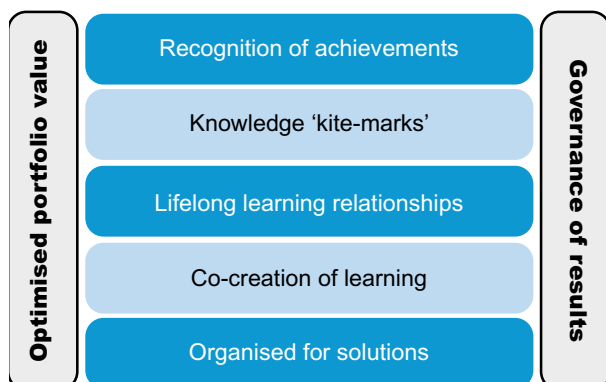 Optimised portfolio value
Recognition of achievements
Knowledge ‘kite-marks’
Lifelong learning relationships
Co-creation of learning
Organised for solutions
Governance of results